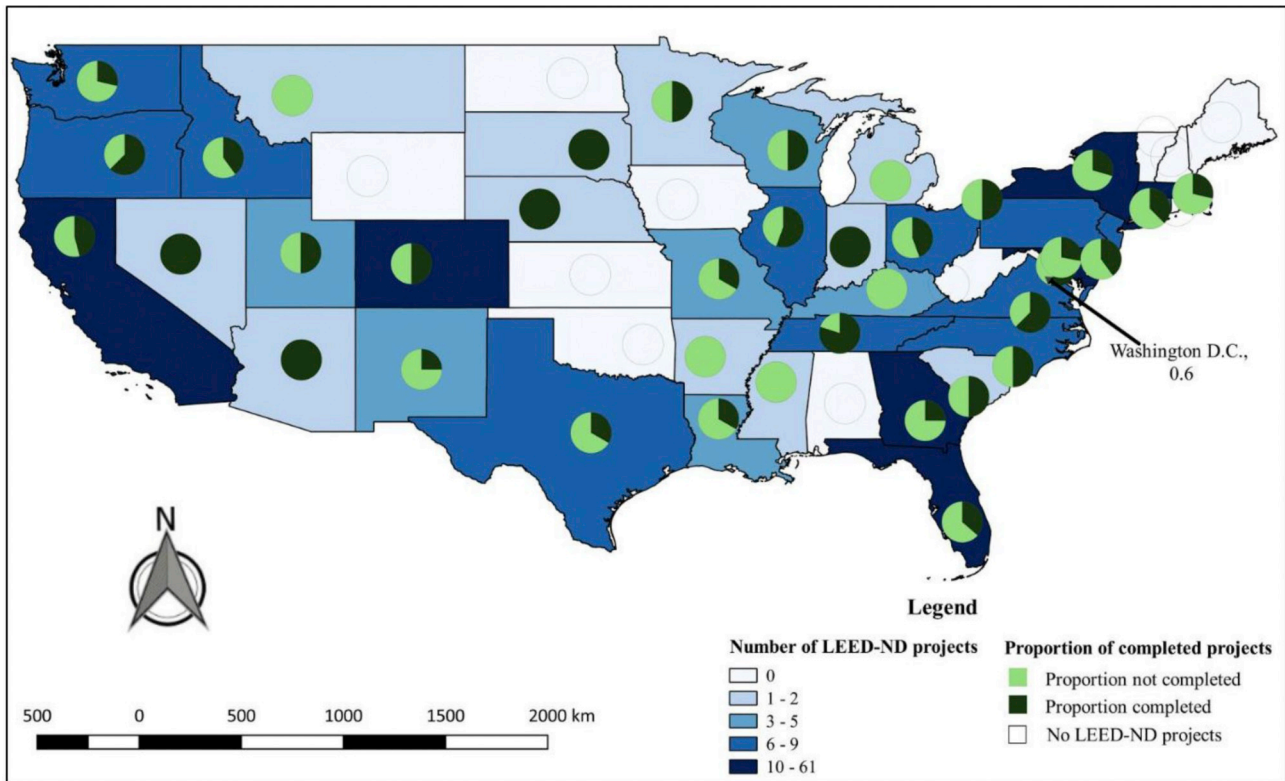 Washington D.C.,
0.6
N
Legend
Number of LEED-ND projects
0
1 - 2
3 - 5
6 - 9
10 - 61
Proportion of completed projects
Proportion not completed
Proportion completed
No LEED-ND projects
500 0 500 1000 1500 2000 km